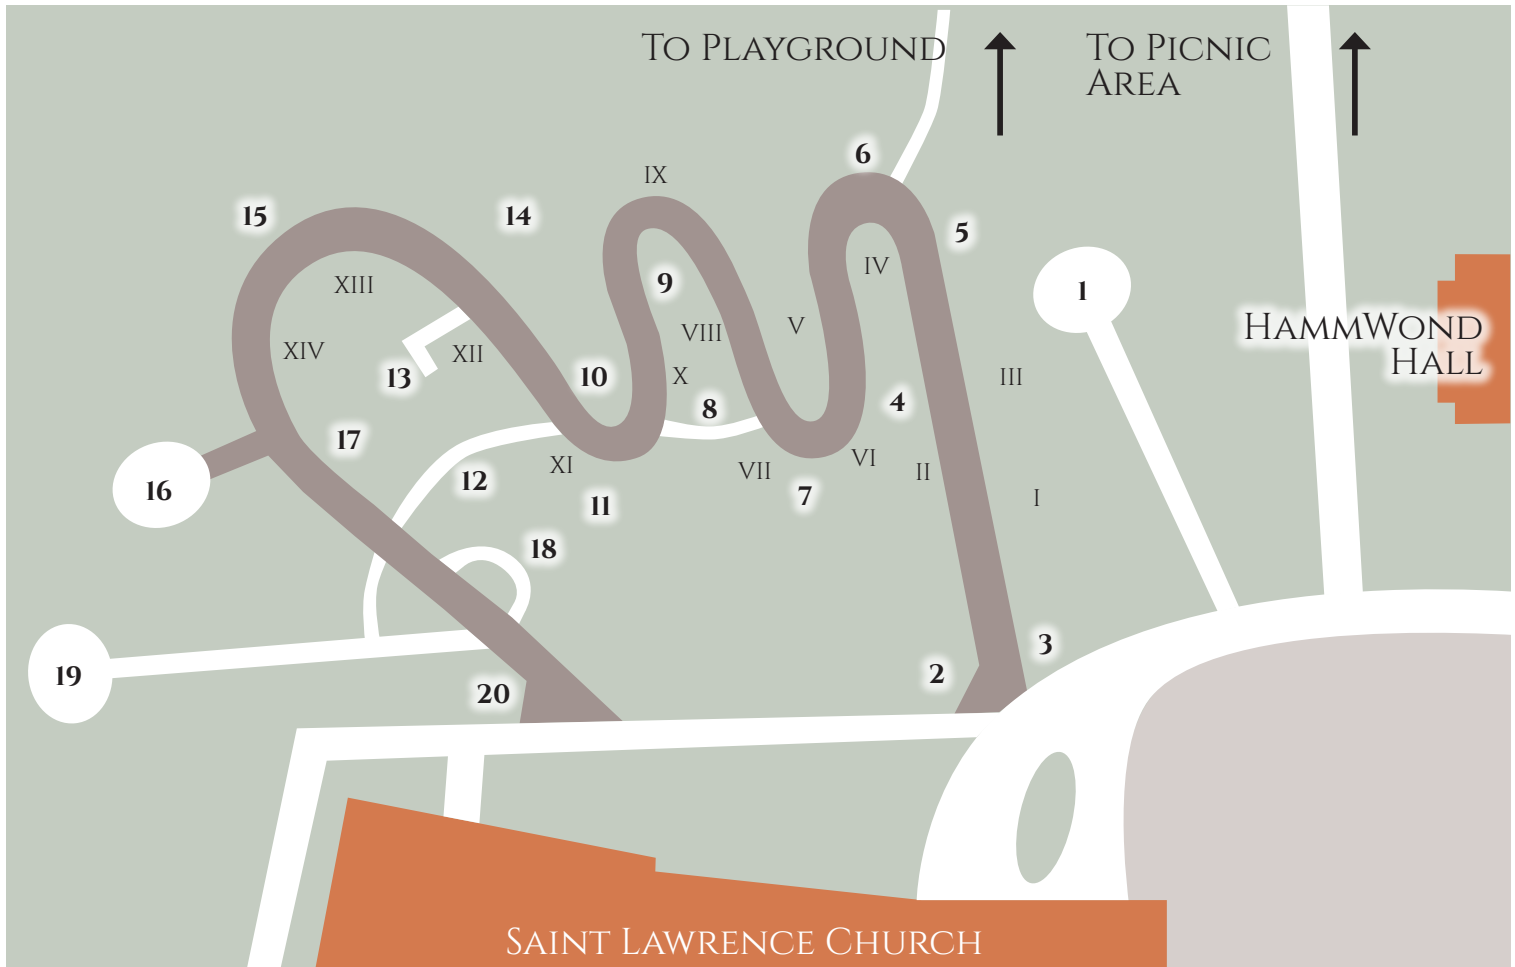 To Playground
To Picnic
Area
6
IX
15
14
5
IV
9
1
XIII
V
HammWond
Hall
VIII
XIV
XII
13
10
X
III
8
4
17
XI
VII
VI
II
12
16
7
I
11
18
3
19
2
20
Saint Lawrence Church